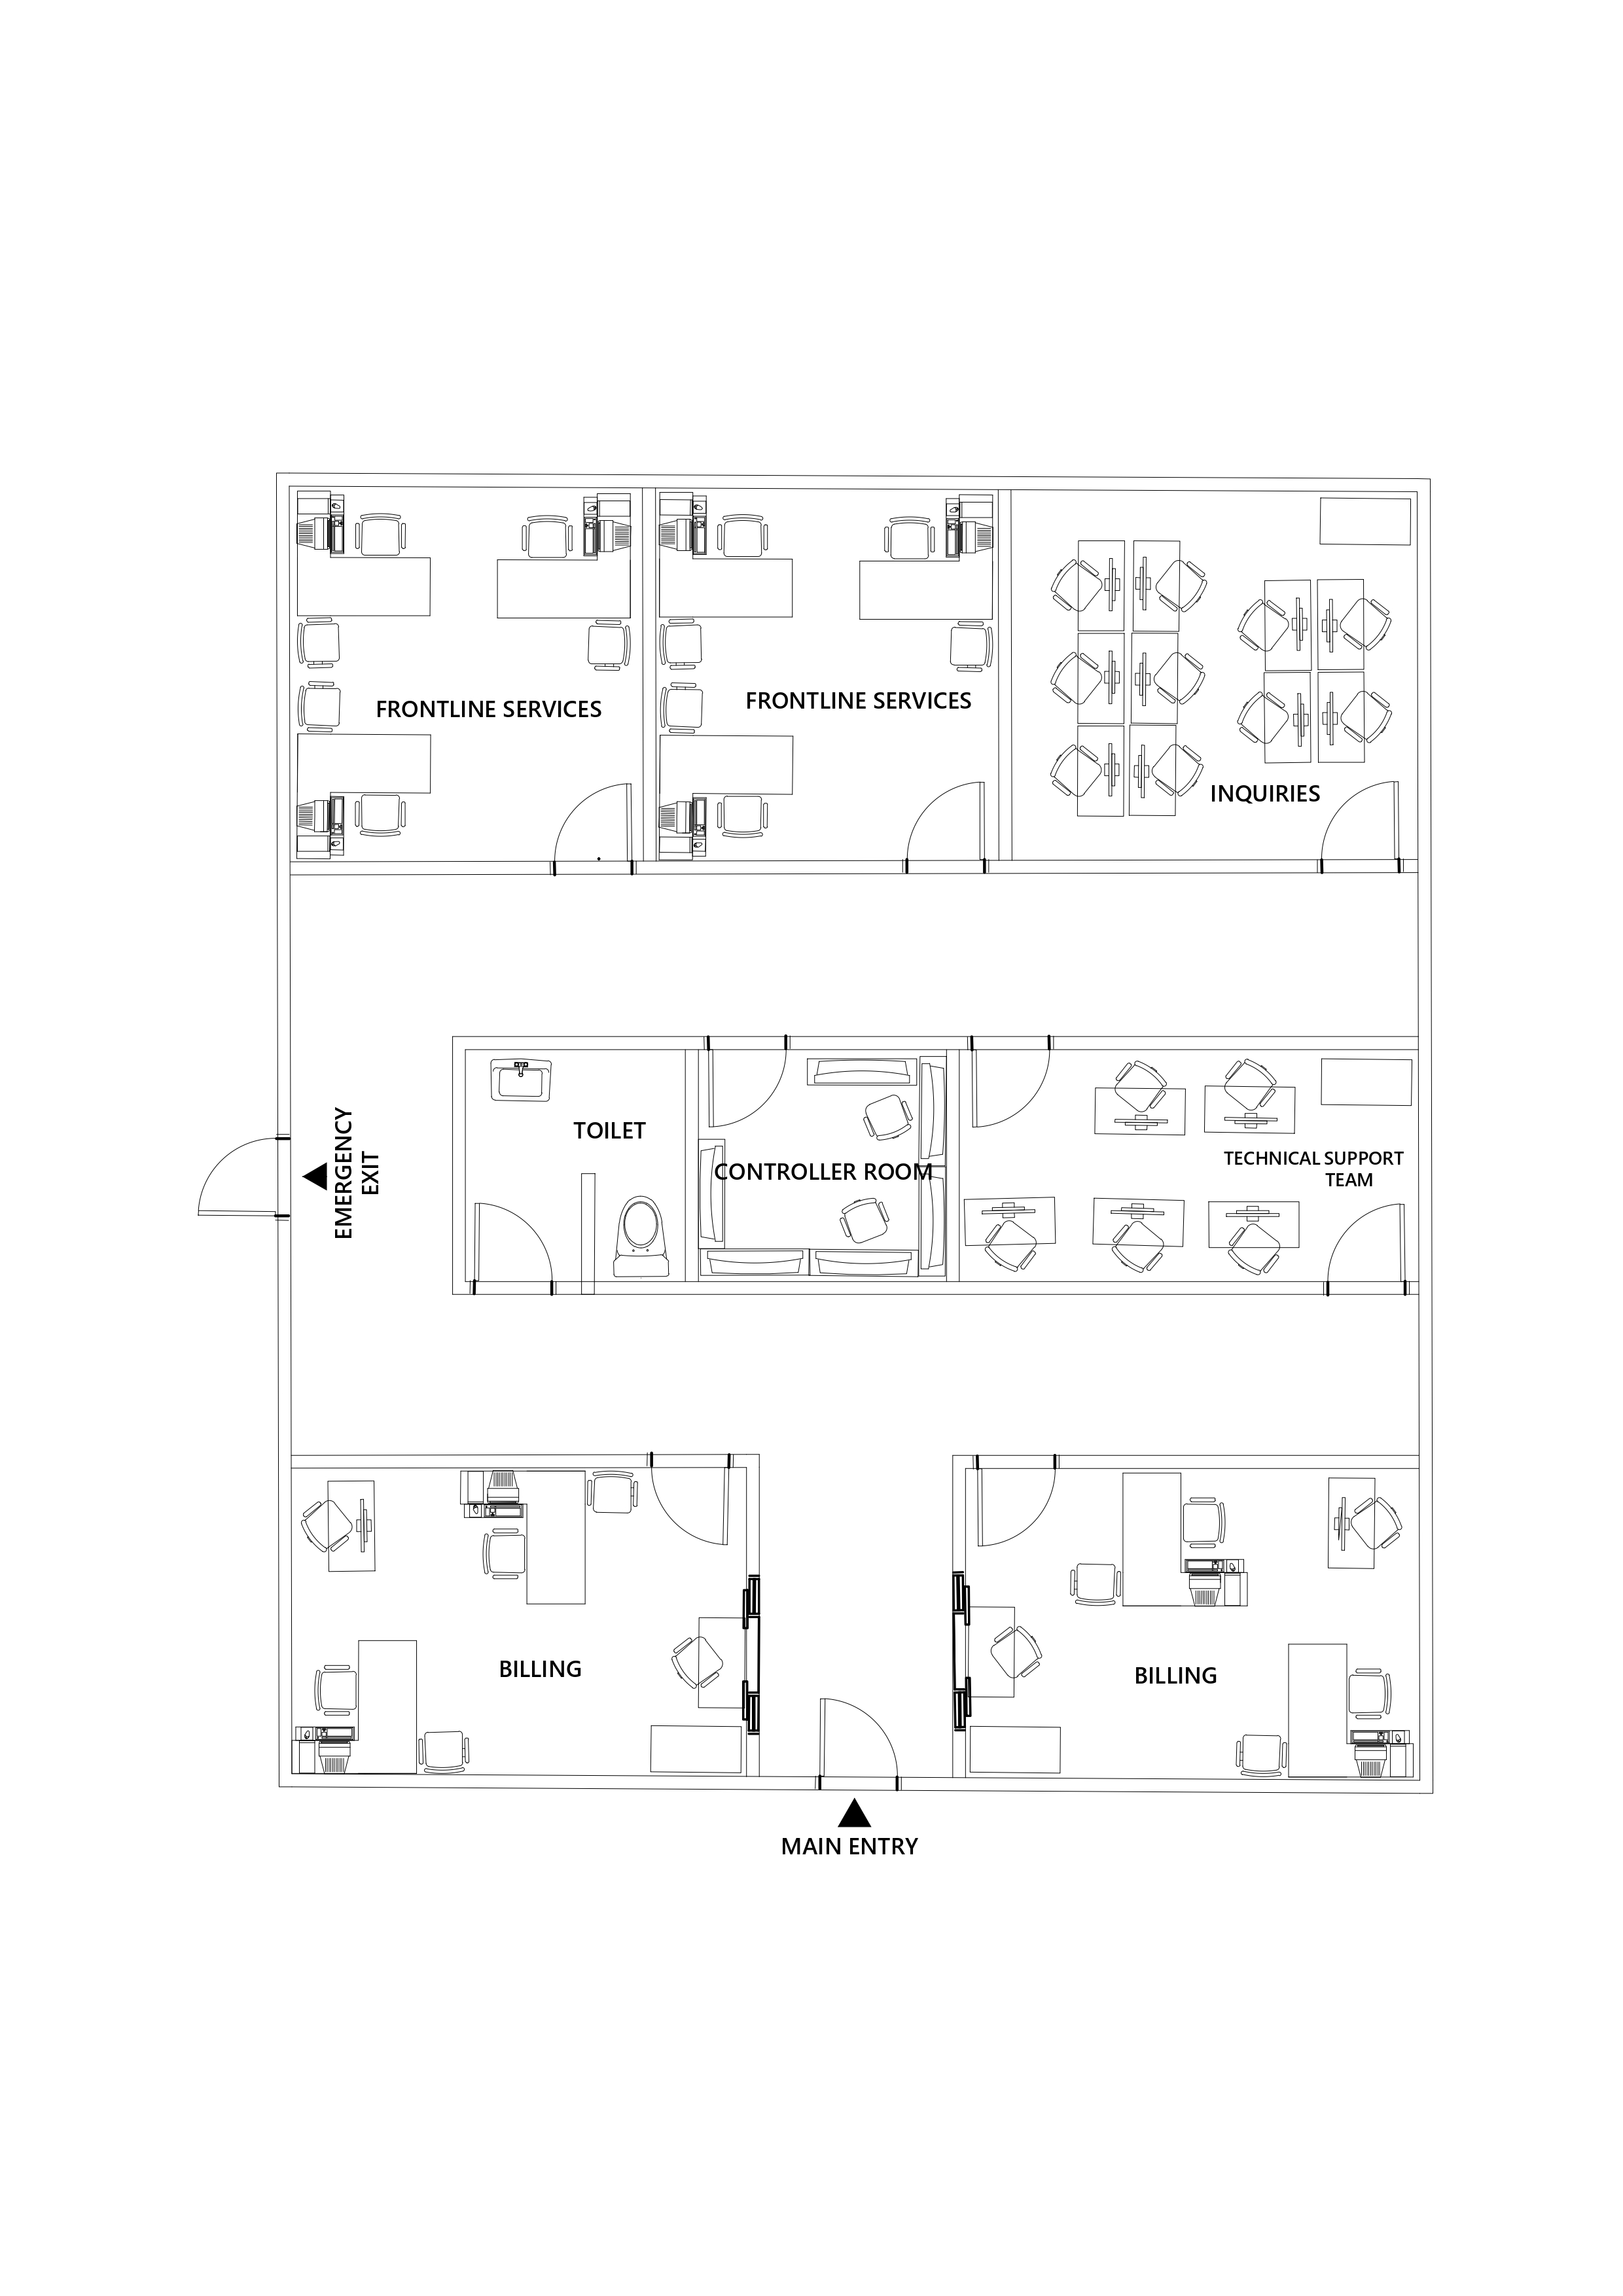 FRONTLINE SERVICES
FRONTLINE SERVICES
INQUIRIES
EMERGENCY
EXIT
TOILET
CONTROLLER ROOM
TECHNICAL SUPPORT
TEAM
BILLING
BILLING
MAIN ENTRY